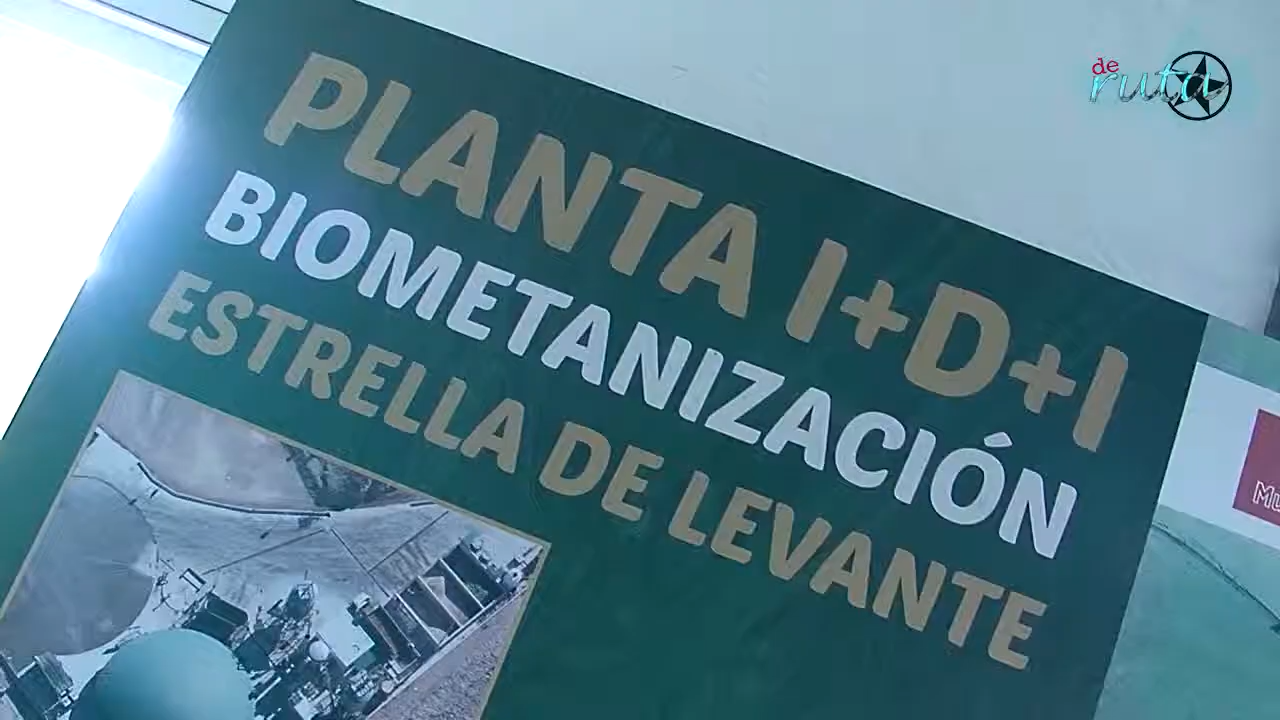 de
ruta
PLANTA I+D+I
BIOMETANIZACIÓN
ESTRELLA DE LEVANTE